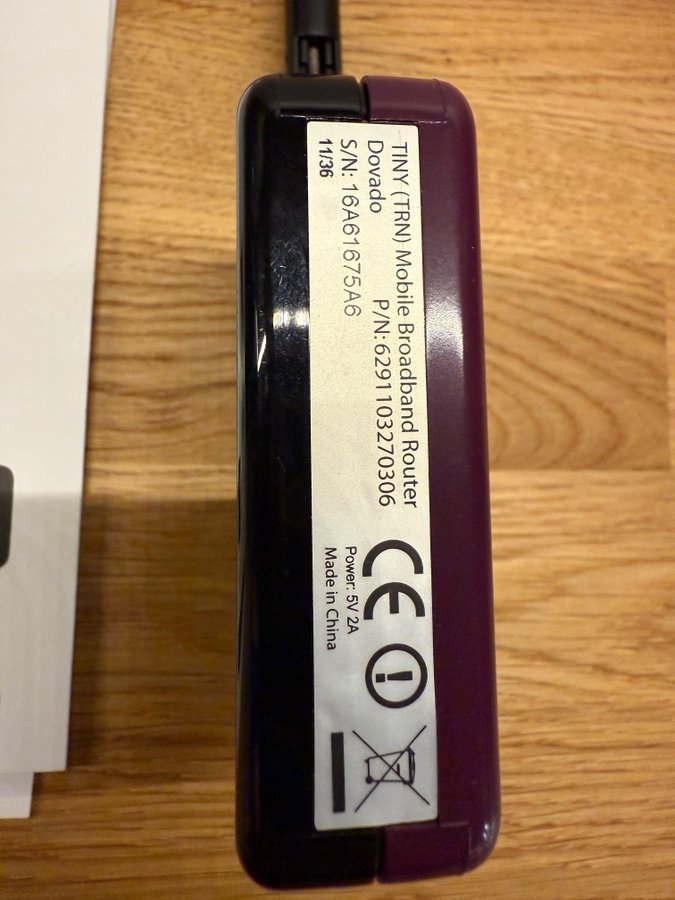 TINY (TRN) Mobile Broadband Router
Dovado P/N: 6291103270306
S/N: 16A61675A6
11/36
CE
Power: 5V 2A
Made in China